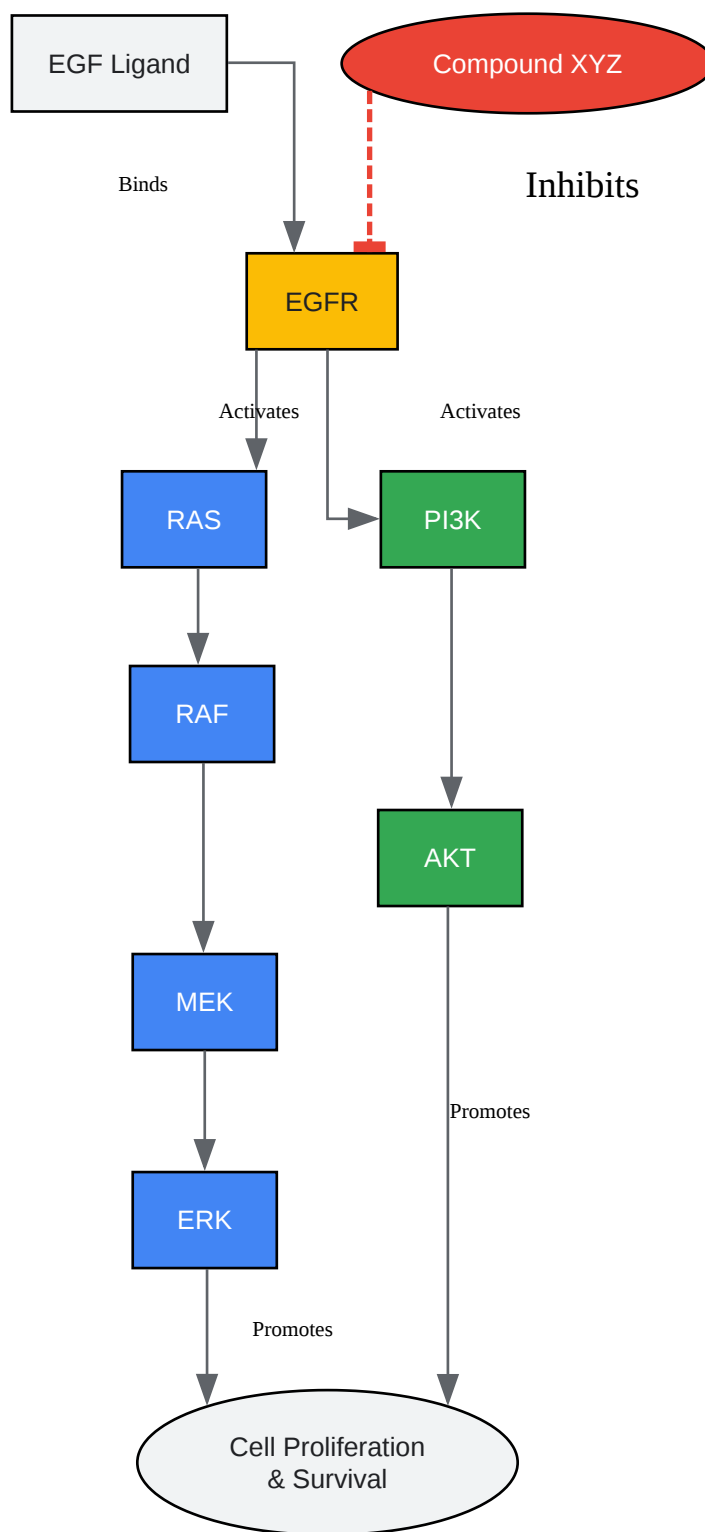 EGF Ligand
Compound XYZ
Binds
Inhibits
EGFR
Activates
Activates
RAS
PI3K
RAF
AKT
MEK
Promotes
ERK
Promotes
Cell Proliferation
& Survival